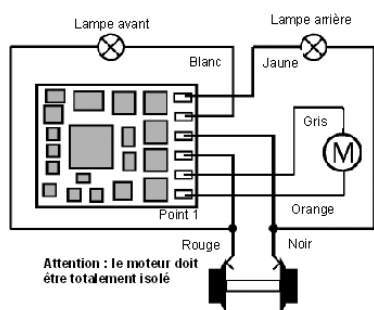 Lampe avant
Lampe arrière
Blanc
Jaune
Gris
M
Point 1
Orange
Rouge
Noir
Attention : le moteur doit
être totalement isolé